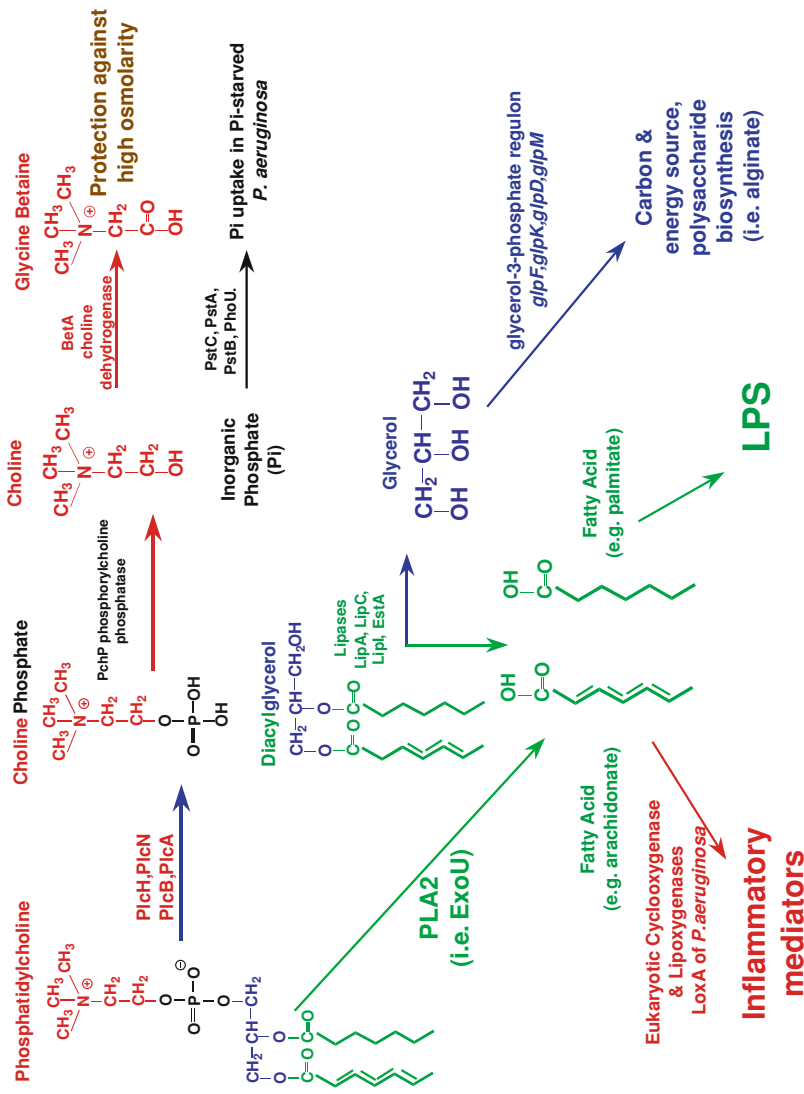 Phosphatidylcholine
CH3
CH3
CH3
N
⊕
CH2
CH2
O
O=P–O
⊖
O
CH2–CH–CH2
O
O
C=O
C=O
PlcH,PlcN
PlcB,PlcA
Choline Phosphate
CH3
CH3
CH3
N
⊕
CH2
CH2
O
O=P–OH
OH
PchP phosphorylcholine
phosphatase
Choline
CH3
CH3
CH3
N
⊕
CH2
CH2
OH
BetA
choline
dehydrogenase
Glycine Betaine
CH3
CH3
CH3
N
⊕
CH2
C=O
OH
Protection against
high osmolarity
Inorganic
Phosphate
(Pi)
PstC, PstA,
PstB, PhoU.
Pi uptake in Pi-starved
P. aeruginosa
Diacylglycerol
CH2–CH–CH2OH
O
O
C=O
C=O
Lipases
LipA, LipC,
LipI, EstA
Glycerol
CH2–CH–CH2
OH
OH
OH
glycerol-3-phosphate regulon
glpF,glpK,glpD,glpM
Carbon &
energy source,
polysaccharide
biosynthesis
(i.e. alginate)
PLA2
(i.e. ExoU)
OH
C=O
OH
C=O
Fatty Acid
(e.g. arachidonate)
Fatty Acid
(e.g. palmitate)
LPS
Eukaryotic Cyclooxygenase
& Lipoxygenases
LoxA of P.aeruginosa
Inflammatory
mediators